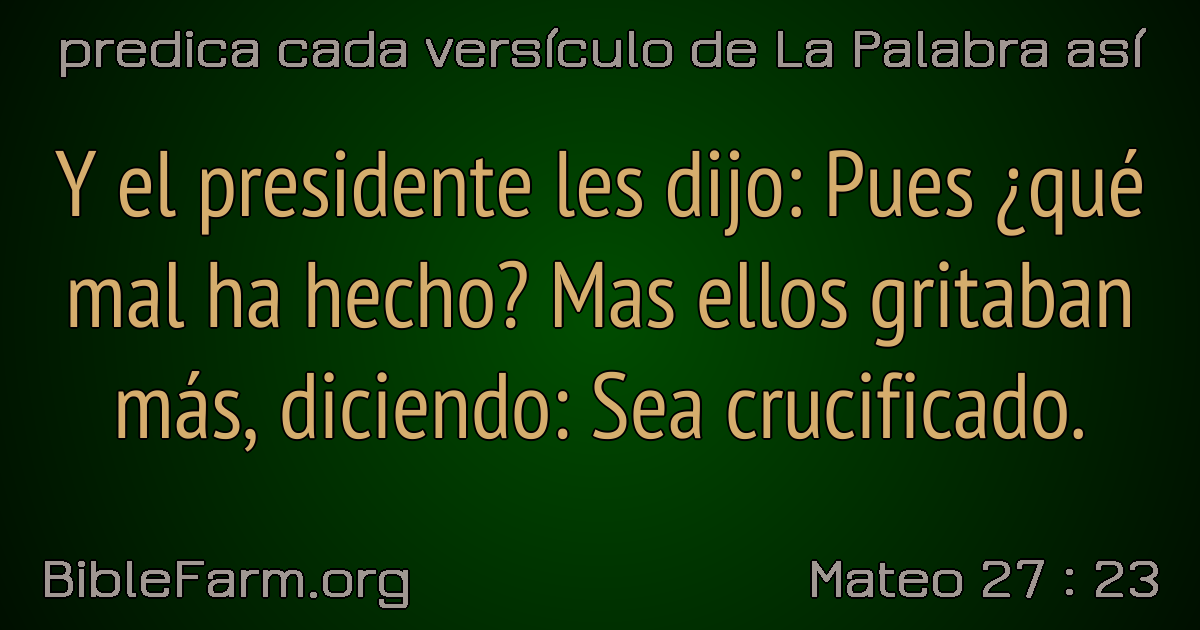 predica cada versículo de La Palabra así
Y el presidente les dijo: Pues ¿qué
mal ha hecho? Mas ellos gritaban
más, diciendo: Sea crucificado.
BibleFarm.org
Mateo 27 : 23